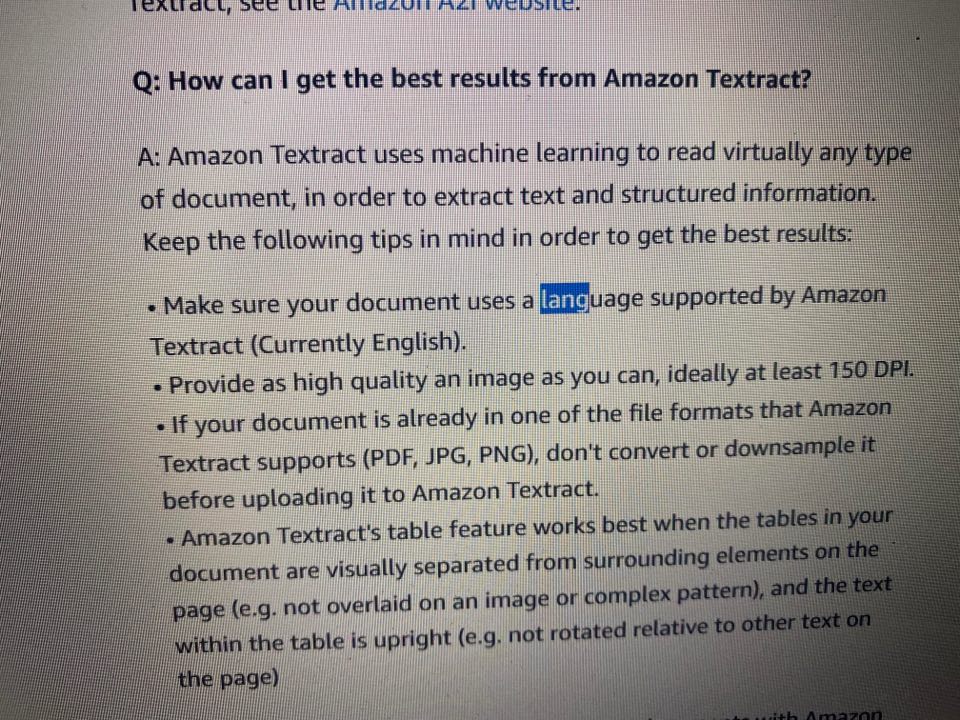 Textract, see the Amazon A2I website.
Q: How can I get the best results from Amazon Textract?
A: Amazon Textract uses machine learning to read virtually any type
of document, in order to extract text and structured information.
Keep the following tips in mind in order to get the best results:
• Make sure your document uses a language supported by Amazon
Textract (Currently English).
• Provide as high quality an image as you can, ideally at least 150 DPI.
• If your document is already in one of the file formats that Amazon
Textract supports (PDF, JPG, PNG), don't convert or downsample it
before uploading it to Amazon Textract.
• Amazon Textract's table feature works best when the tables in your
document are visually separated from surrounding elements on the
page (e.g. not overlaid on an image or complex pattern), and the text
within the table is upright (e.g. not rotated relative to other text on
the page)
with Amazon